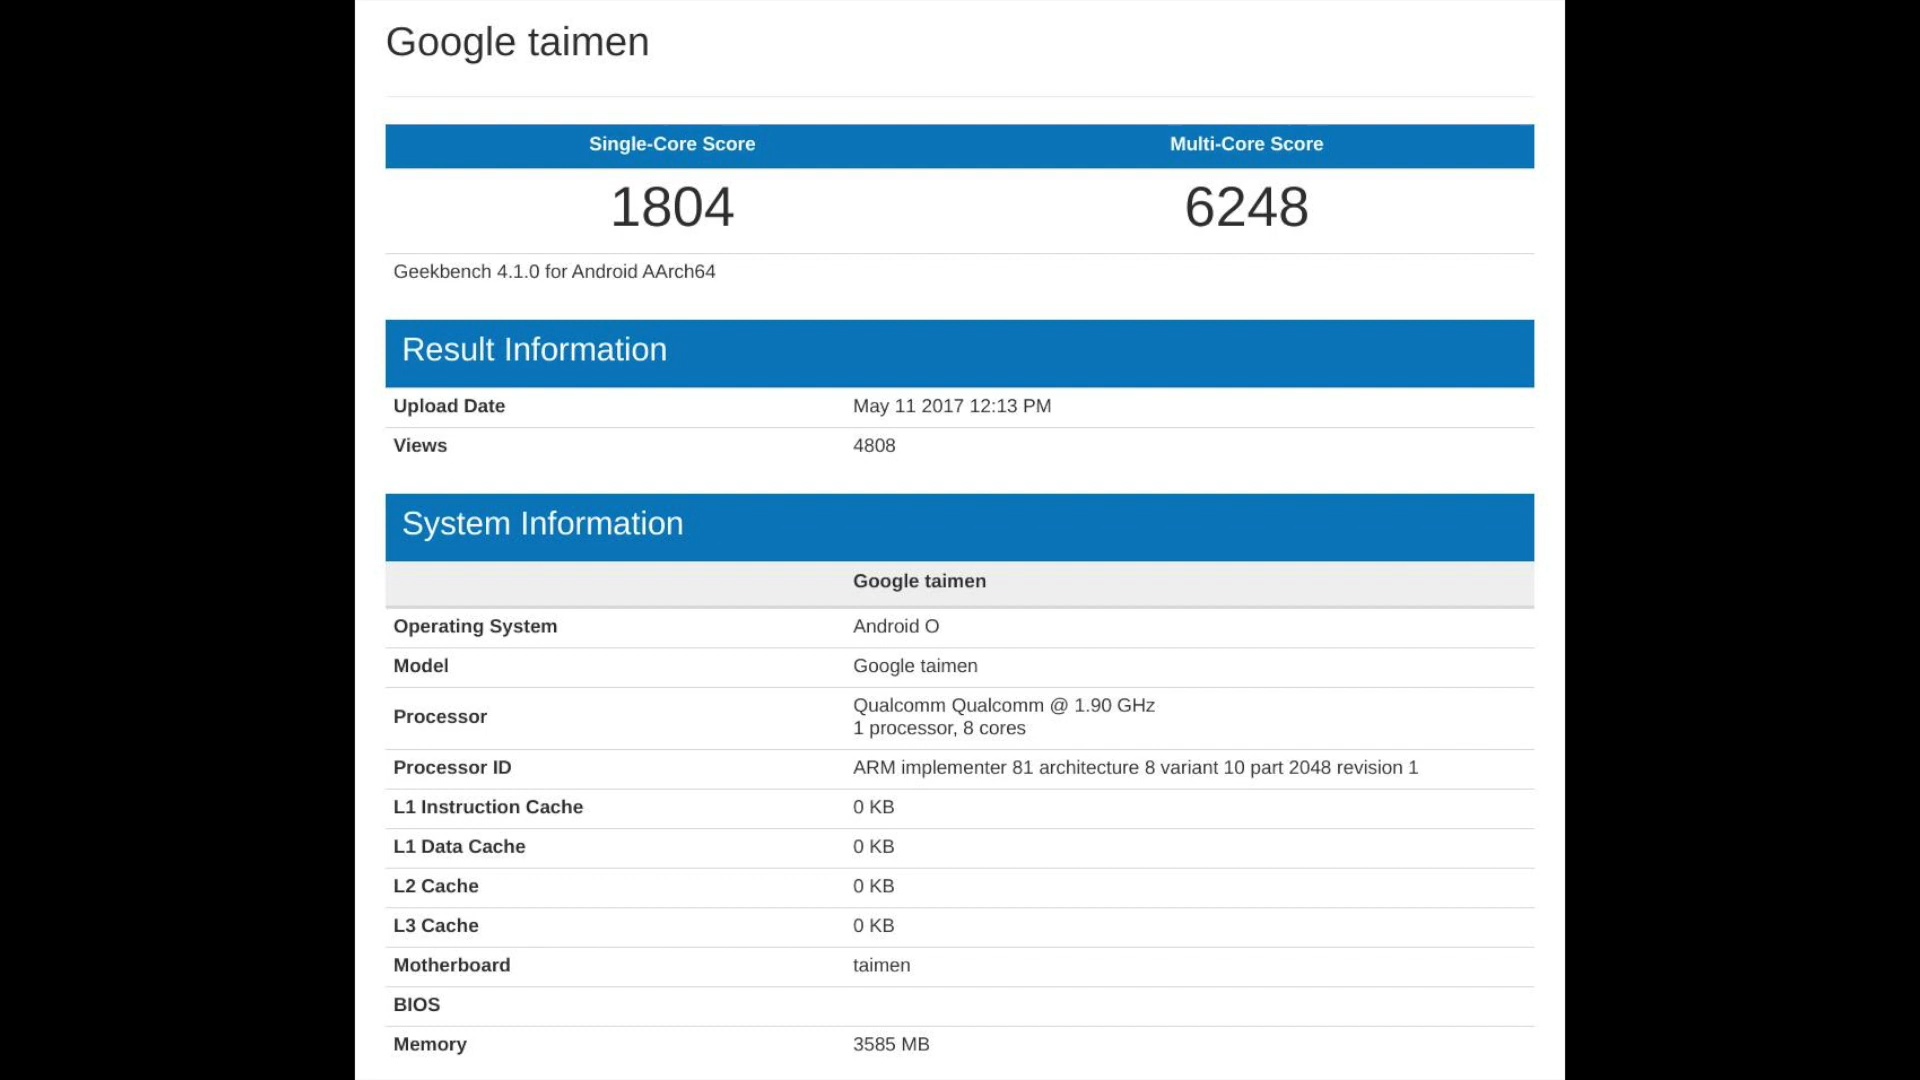 Google taimen
Single-Core Score Multi-Core Score
1804 6248
Geekbench 4.1.0 for Android AArch64
Result Information
Upload Date May 11 2017 12:13 PM
Views 4808
System Information
Google taimen
Operating System Android O
Model Google taimen
Processor Qualcomm Qualcomm @ 1.90 GHz
1 processor, 8 cores
Processor ID ARM implementer 81 architecture 8 variant 10 part 2048 revision 1
L1 Instruction Cache 0 KB
L1 Data Cache 0 KB
L2 Cache 0 KB
L3 Cache 0 KB
Motherboard taimen
BIOS
Memory 3585 MB